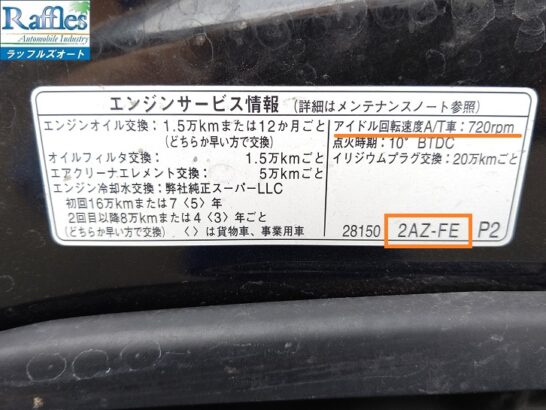 Raffles
Automobile Industry
ラッフルズオート
エンジンサービス情報 (詳細はメンテナンスノート参照)
エンジンオイル交換：1.5万kmまたは12か月ごと
(どちらか早い方で交換)
オイルフィルタ交換： 1.5万kmごと
エアクリーナエレメント交換： 5万kmごと
エンジン冷却水交換：弊社純正スーパーLLC
初回16万kmまたは7〈5〉年
2回目以降8万kmまたは4〈3〉年ごと
(どちらか早い方で交換) 〈 〉は貨物車、事業用車
アイドル回転速度A/T車：720rpm
点火時期：10° BTDC
イリジウムプラグ交換：20万kmごと
28150 2AZ-FE P2